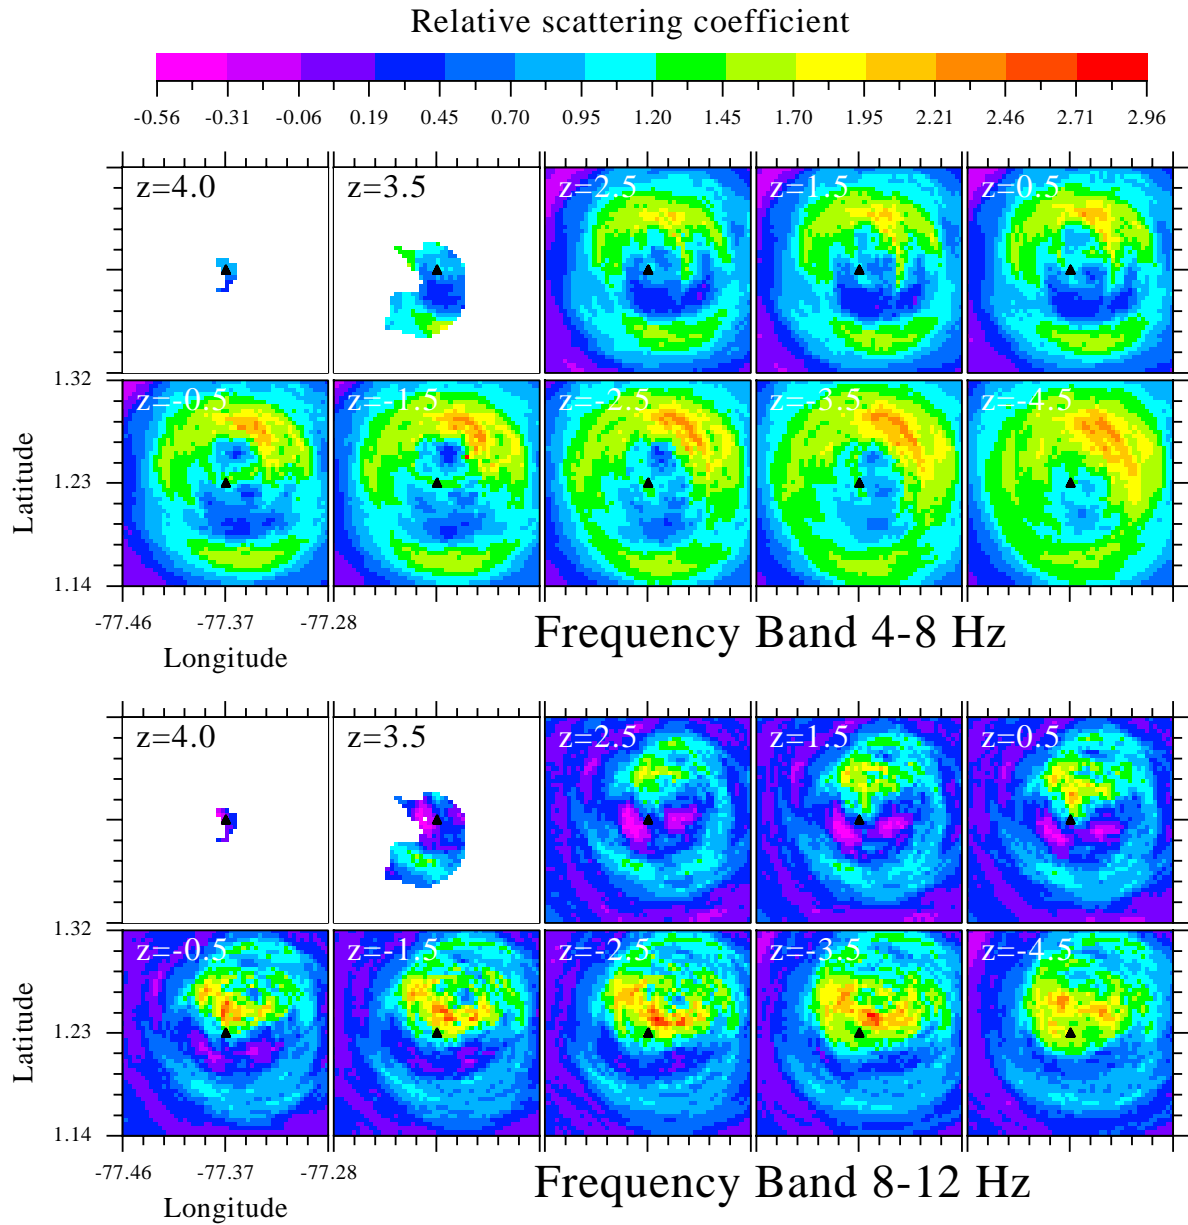 Relative scattering coefficient
-0.56 -0.31 -0.06 0.19 0.45 0.70 0.95 1.20 1.45 1.70 1.95 2.21 2.46 2.71 2.96
z=4.0 z=3.5 z=2.5 z=1.5 z=0.5
1.32
z=-0.5 z=-1.5 z=-2.5 z=-3.5 z=-4.5
Latitude
1.23
1.14
-77.46 -77.37 -77.28
Longitude
Frequency Band 4-8 Hz
z=4.0 z=3.5 z=2.5 z=1.5 z=0.5
1.32
z=-0.5 z=-1.5 z=-2.5 z=-3.5 z=-4.5
Latitude
1.23
1.14
-77.46 -77.37 -77.28
Longitude
Frequency Band 8-12 Hz